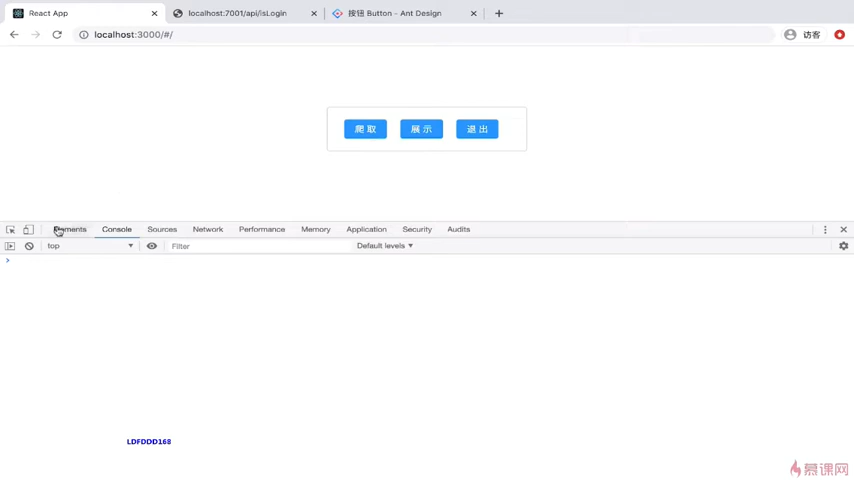 React App
localhost:7001/api/isLogin
按钮 Button - Ant Design
localhost:3000/#/
访客
爬 取
展 示
退 出
Elements
Console
Sources
Network
Performance
Memory
Application
Security
Audits
top
Filter
Default levels
LDFDDD168
慕课网